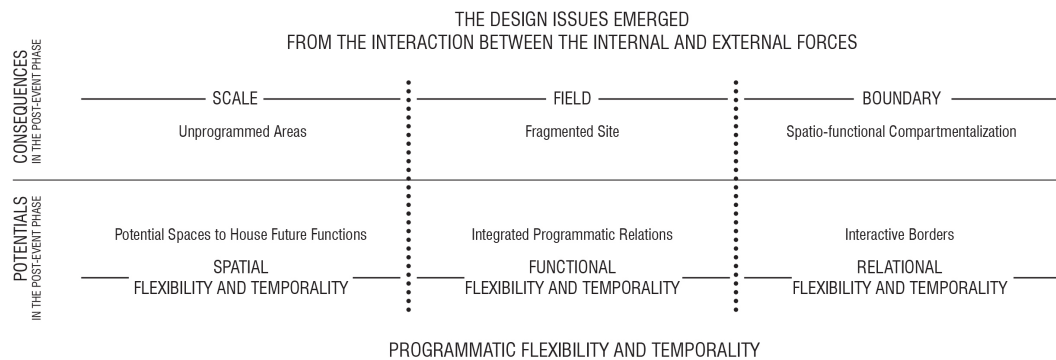 THE DESIGN ISSUES EMERGED
FROM THE INTERACTION BETWEEN THE INTERNAL AND EXTERNAL FORCES
CONSEQUENCES
IN THE POST-EVENT PHASE
SCALE
FIELD
BOUNDARY
Unprogrammed Areas
Fragmented Site
Spatio-functional Compartmentalization
POTENTIALS
IN THE POST-EVENT PHASE
Potential Spaces to House Future Functions
Integrated Programmatic Relations
Interactive Borders
SPATIAL
FLEXIBILITY AND TEMPORALITY
FUNCTIONAL
FLEXIBILITY AND TEMPORALITY
RELATIONAL
FLEXIBILITY AND TEMPORALITY
PROGRAMMATIC FLEXIBILITY AND TEMPORALITY